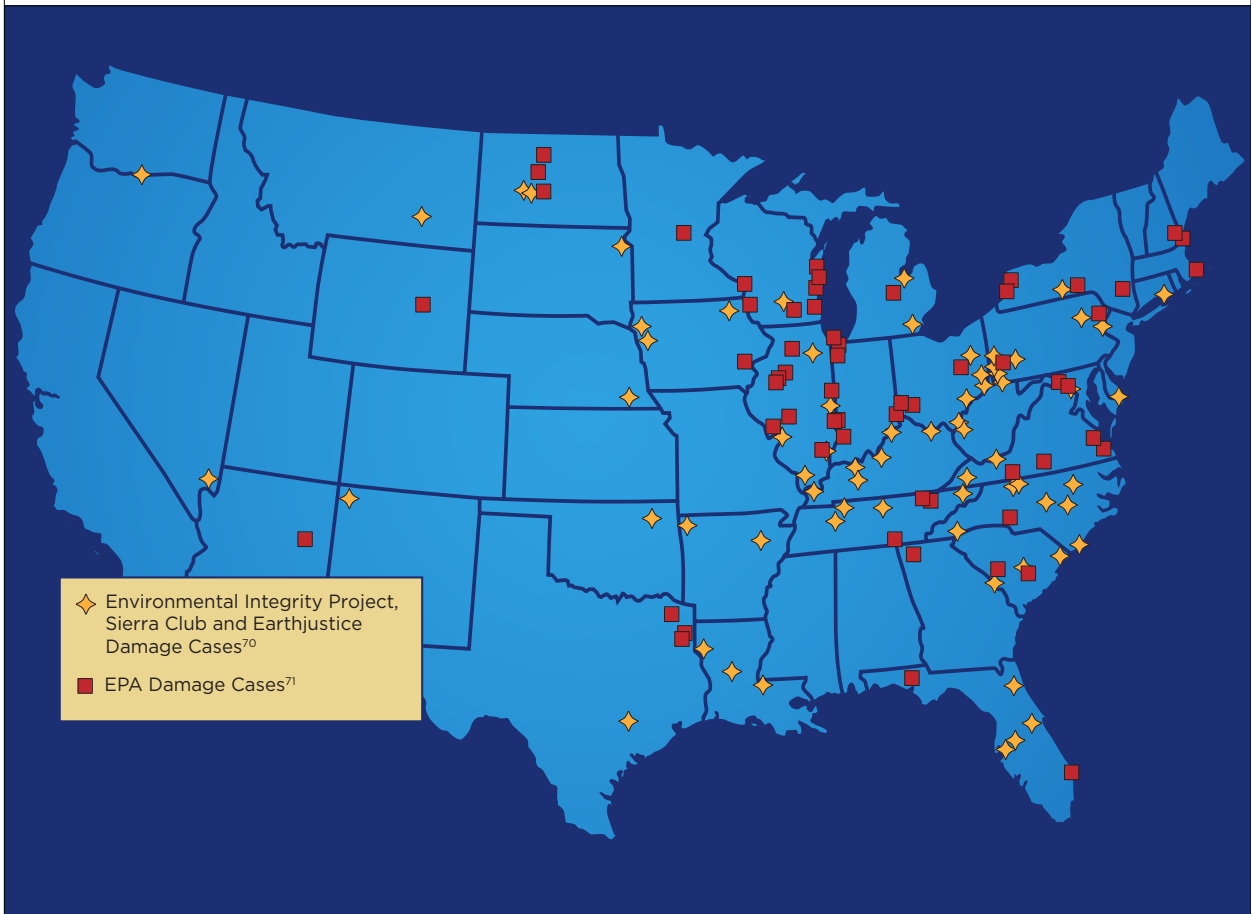 Environmental Integrity Project,
Sierra Club and Earthjustice
Damage Cases70
EPA Damage Cases71